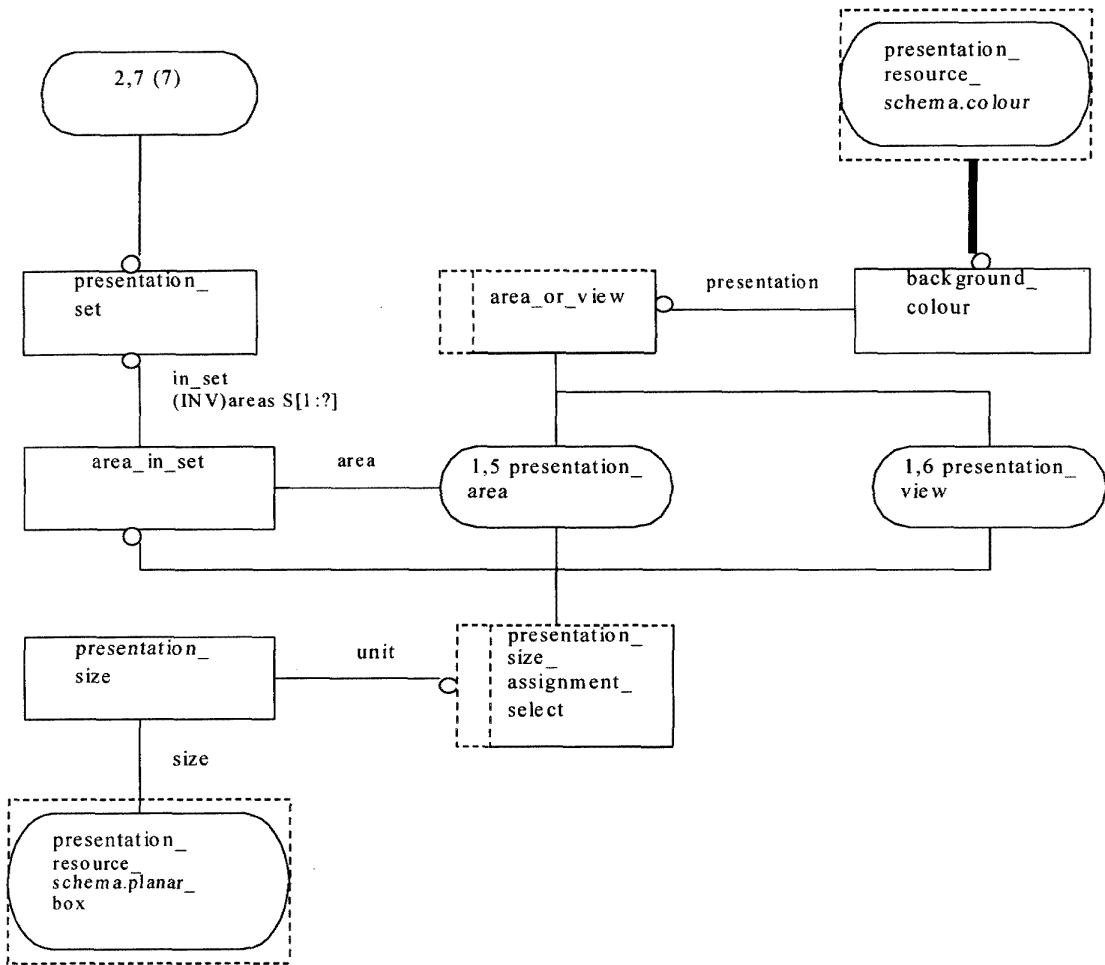 2,7 (7)
presentation_
resource_
schema.colour
presentation_
set
area_or_view
presentation
background_
colour
in_set
(INV)areas S[1:?]
area_in_set
area
1,5 presentation_
area
1,6 presentation_
view
presentation_
size
unit
presentation_
size_
assignment_
select
size
presentation_
resource_
schema.planar_
box